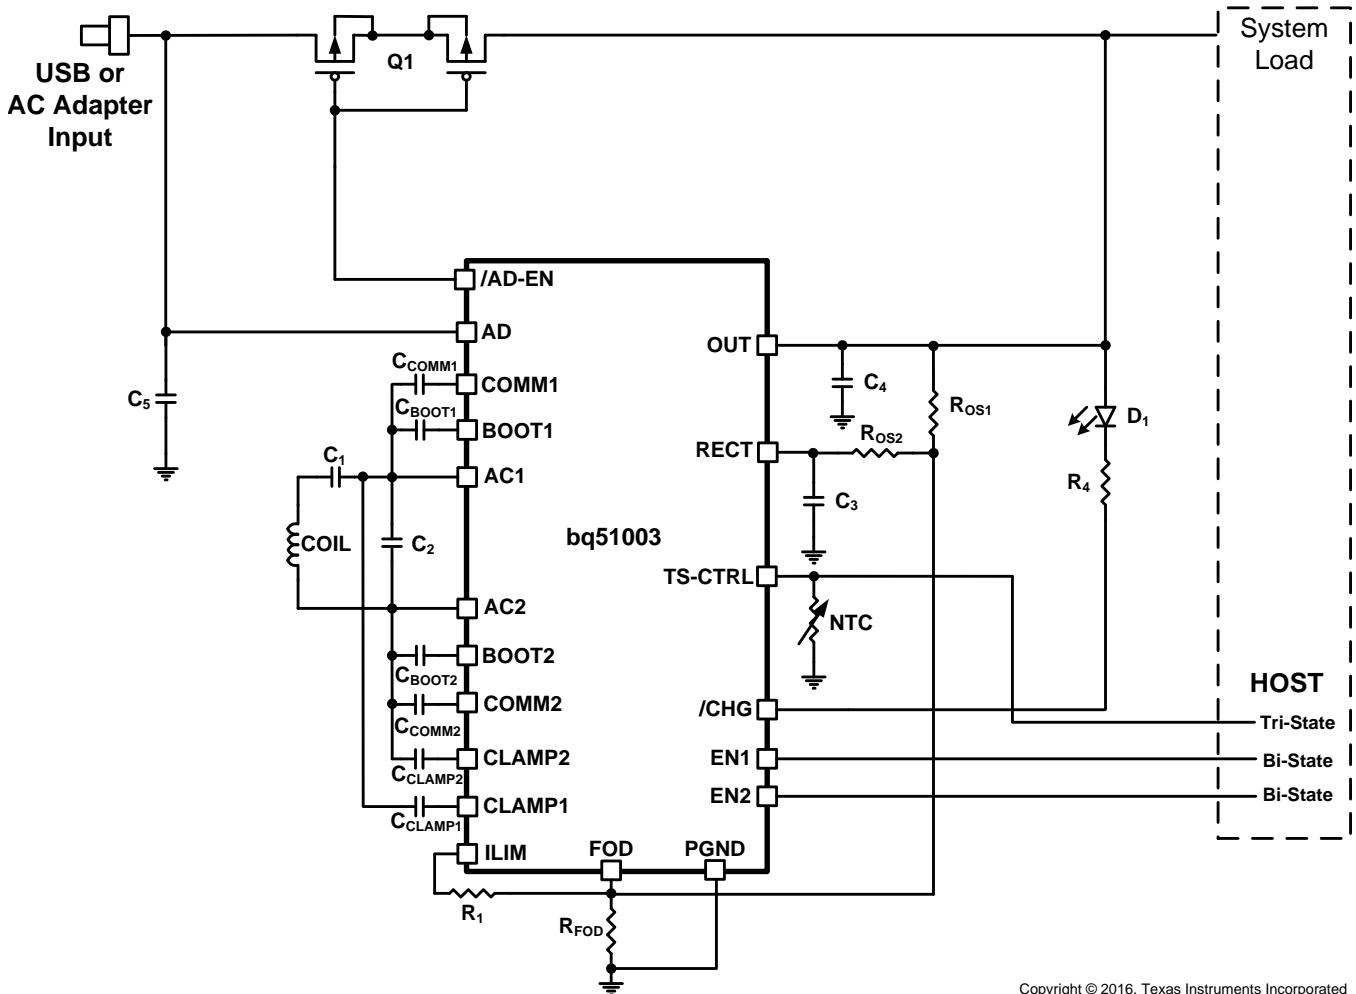 System
Load
Q1
USB or
AC Adapter
Input
/AD-EN
AD
OUT
CCOMM1
COMM1
C5
C4
ROS1
D1
CBOOT1
BOOT1
ROS2
RECT
C1
AC1
R4
C3
COIL
C2
bq51003
TS-CTRL
AC2
NTC
BOOT2
CBOOT2
HOST
COMM2
/CHG
Tri-State
CCOMM2
CLAMP2
EN1
Bi-State
CCLAMP2
EN2
Bi-State
CLAMP1
CCLAMP1
ILIM
FOD
PGND
R1
RFOD
Copyright © 2016, Texas Instruments Incorporated